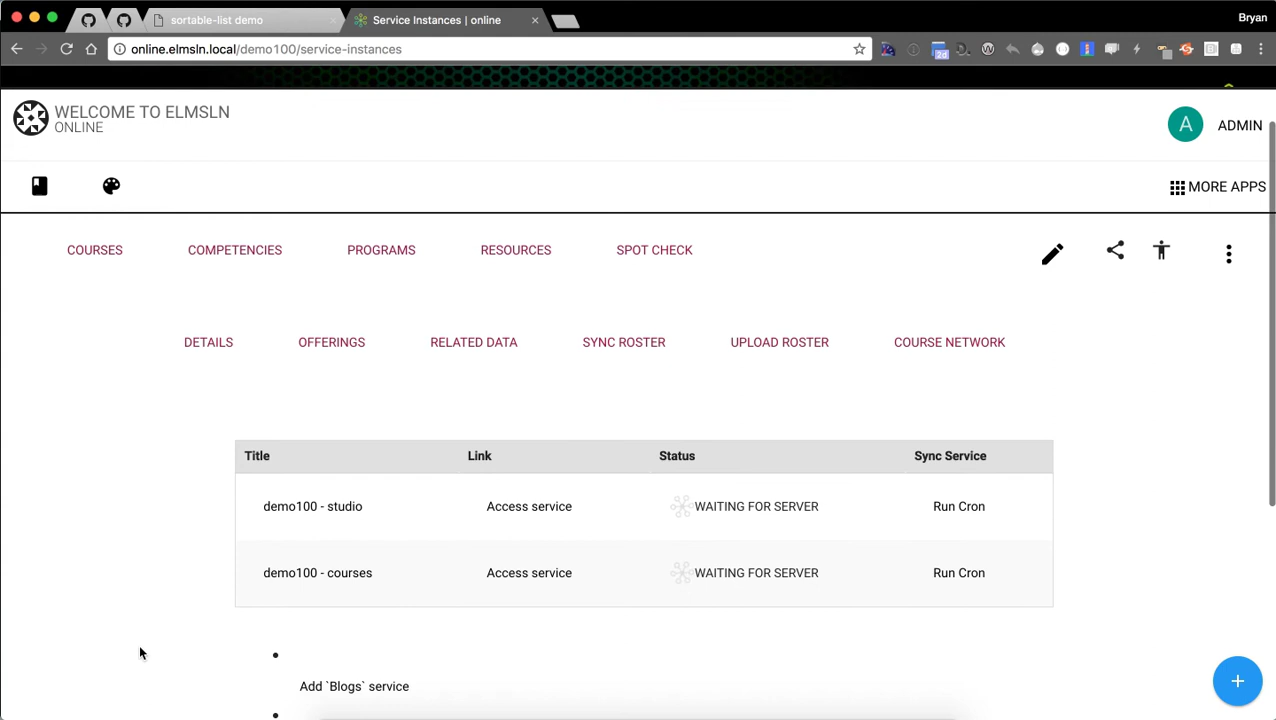 sortable-list demo
Service Instances | online
Bryan
online.elmsln.local/demo100/service-instances
2d
WELCOME TO ELMSLN
ONLINE
A ADMIN
MORE APPS
COURSES COMPETENCIES PROGRAMS RESOURCES SPOT CHECK
DETAILS OFFERINGS RELATED DATA SYNC ROSTER UPLOAD ROSTER COURSE NETWORK
Title Link Status Sync Service
demo100 - studio Access service WAITING FOR SERVER Run Cron
demo100 - courses Access service WAITING FOR SERVER Run Cron
Add `Blogs` service